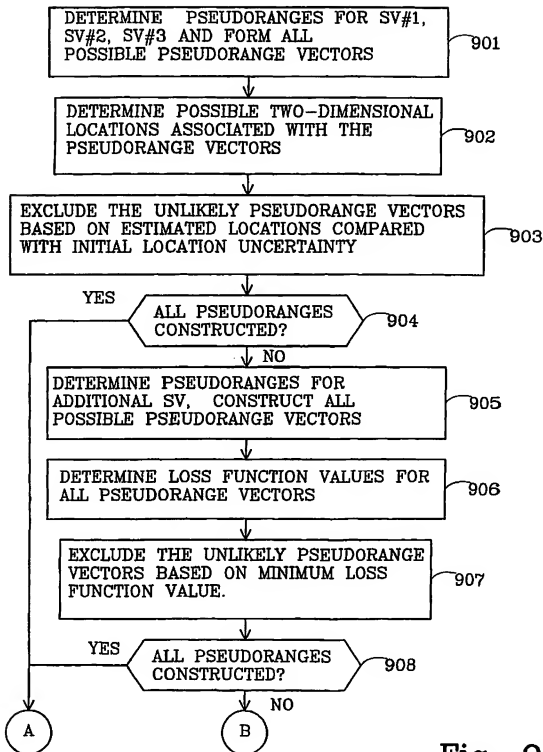 DETERMINE PSEUDORANGES FOR SV#1,
SV#2, SV#3 AND FORM ALL
POSSIBLE PSEUDORANGE VECTORS
901
DETERMINE POSSIBLE TWO-DIMENSIONAL
LOCATIONS ASSOCIATED WITH THE
PSEUDORANGE VECTORS
902
EXCLUDE THE UNLIKELY PSEUDORANGE VECTORS
BASED ON ESTIMATED LOCATIONS COMPARED
WITH INITIAL LOCATION UNCERTAINTY
903
YES
ALL PSEUDORANGES
CONSTRUCTED?
904
NO
DETERMINE PSEUDORANGES FOR
ADDITIONAL SV, CONSTRUCT ALL
POSSIBLE PSEUDORANGE VECTORS
905
DETERMINE LOSS FUNCTION VALUES FOR
ALL PSEUDORANGE VECTORS
906
EXCLUDE THE UNLIKELY PSEUDORANGE
VECTORS BASED ON MINIMUM LOSS
FUNCTION VALUE.
907
YES
ALL PSEUDORANGES
CONSTRUCTED?
908
NO
A
B